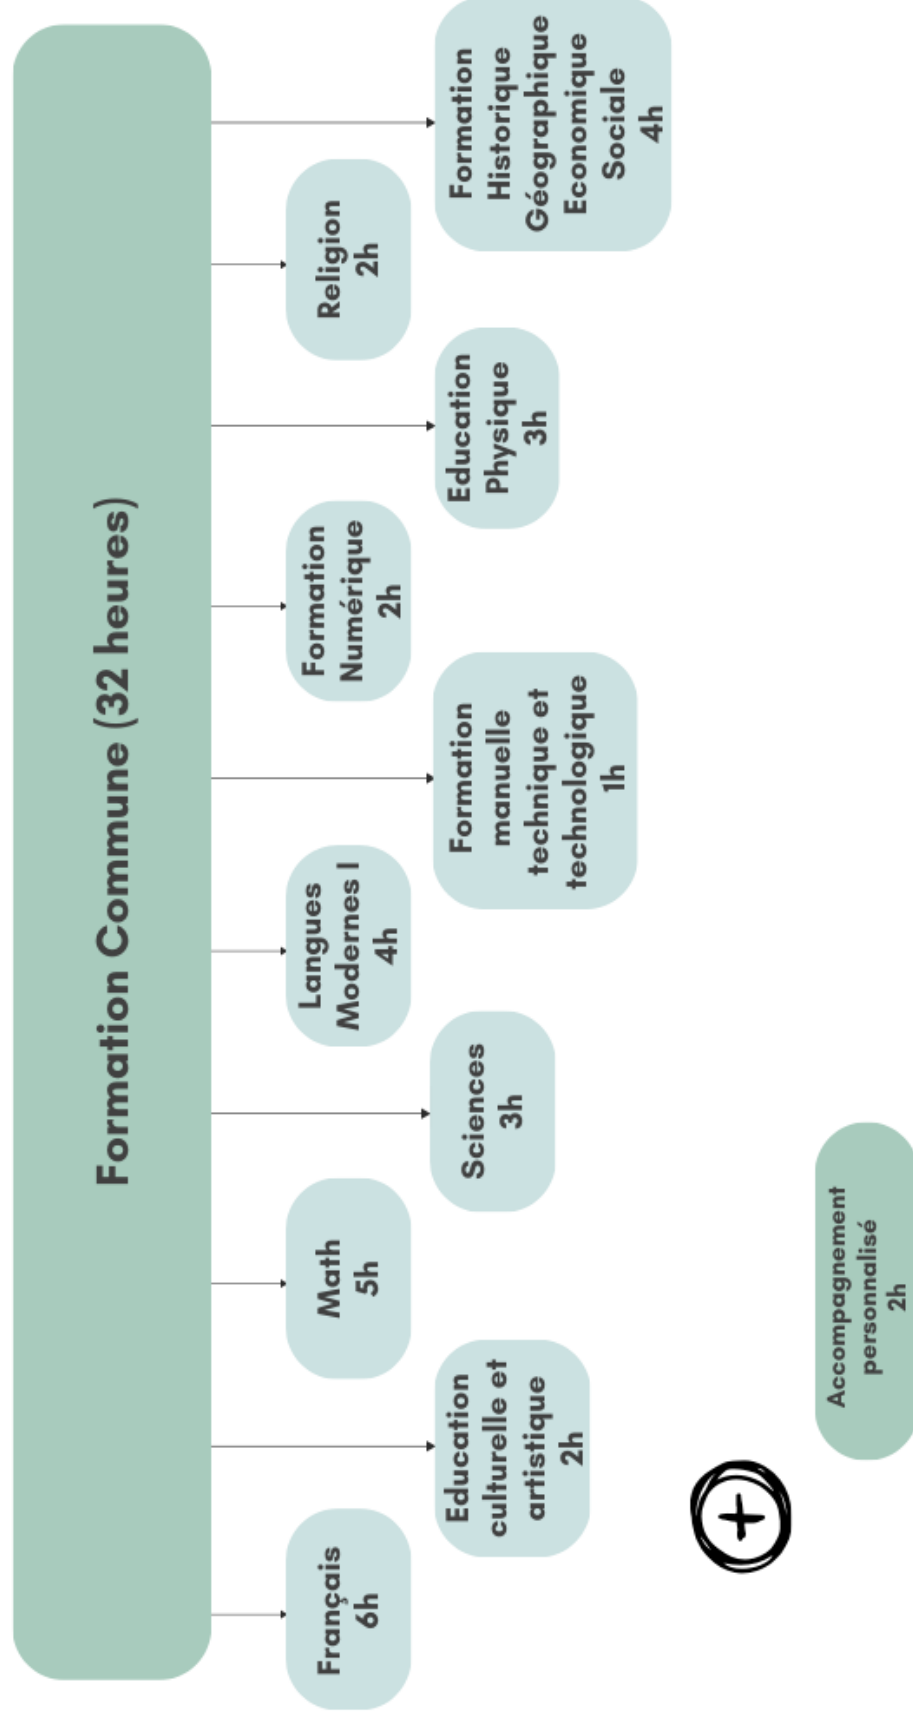 Formation Commune (32 heures)
Français
6h
Education
culturelle et
artistique
2h
Math
5h
Sciences
3h
Langues
Modernes I
4h
Formation
manuelle
technique et
technologique
1h
Formation
Numérique
2h
Education
Physique
3h
Religion
2h
Formation
Historique
Géographique
Economique
Sociale
4h
+
Accompagnement
personnalisé
2h